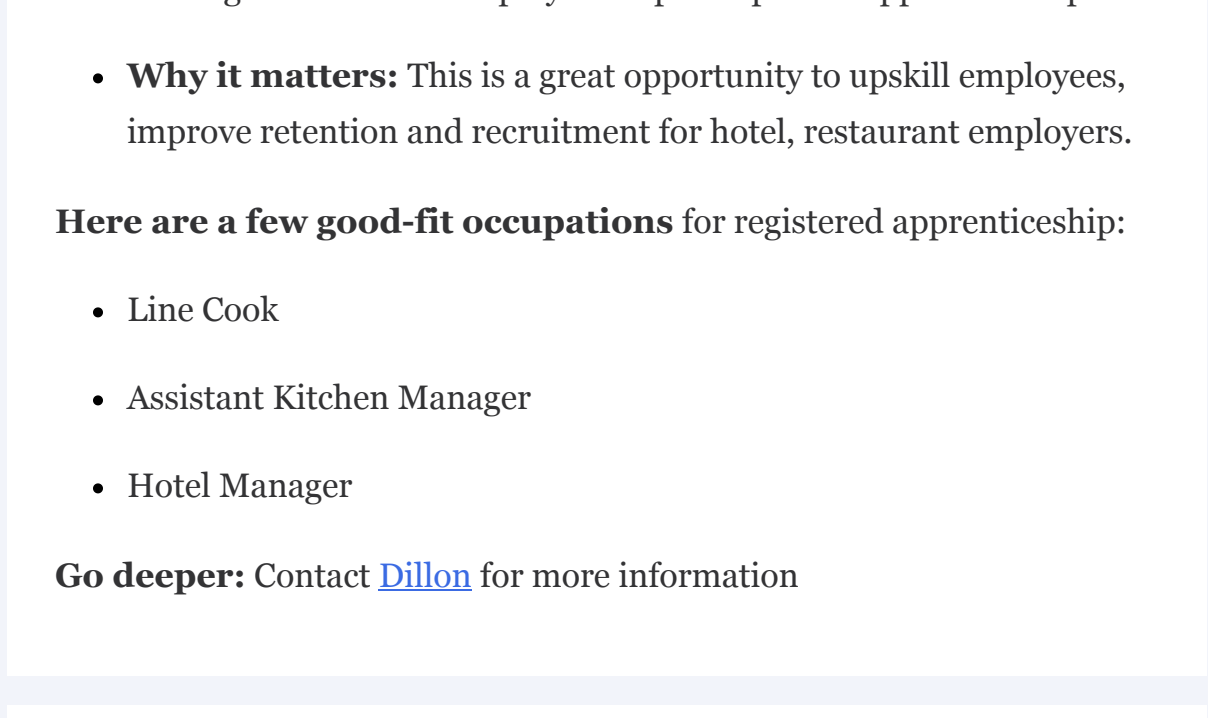 Why it matters: This is a great opportunity to upskill employees,
improve retention and recruitment for hotel, restaurant employers.
Here are a few good-fit occupations for registered apprenticeship:
Line Cook
Assistant Kitchen Manager
Hotel Manager
Go deeper: Contact Dillon for more information